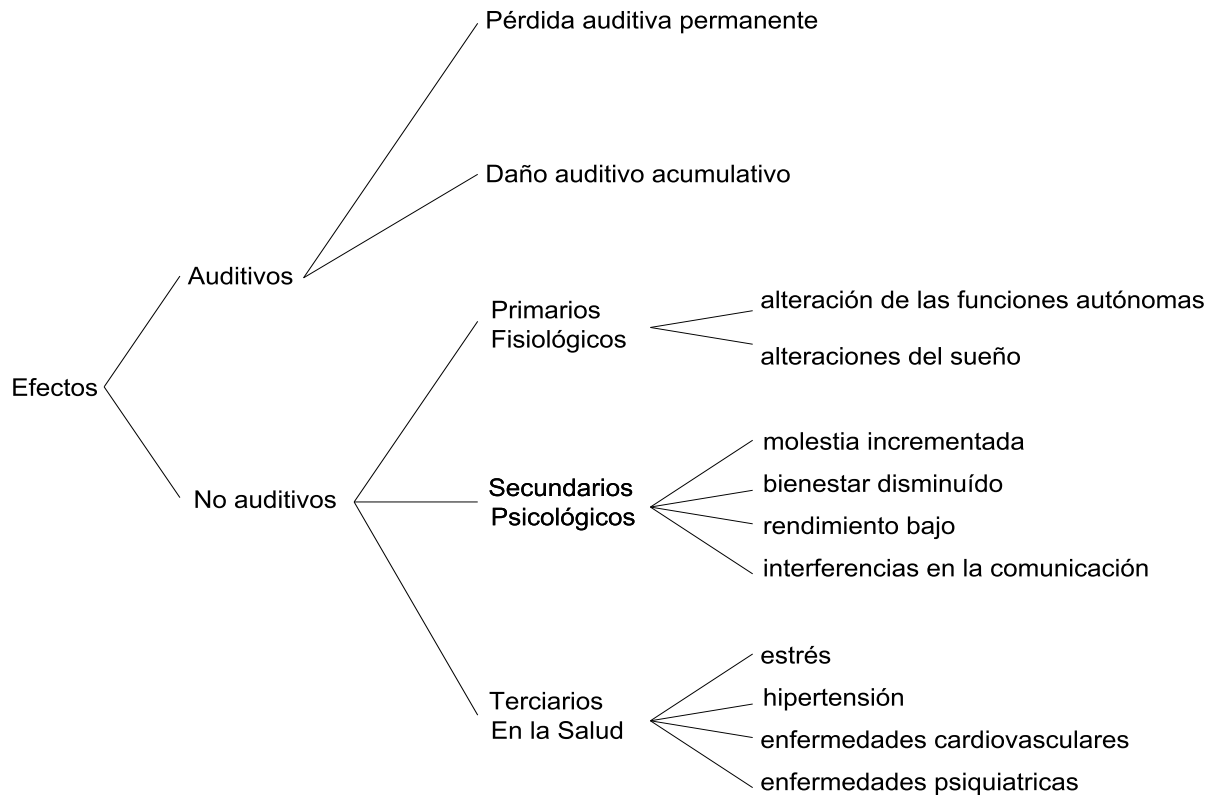 Efectos
Auditivos
Pérdida auditiva permanente
Daño auditivo acumulativo
No auditivos
Primarios
Fisiológicos
alteración de las funciones autónomas
alteraciones del sueño
Secundarios
Psicológicos
molestia incrementada
bienestar disminuído
rendimiento bajo
interferencias en la comunicación
Terciarios
En la Salud
estrés
hipertensión
enfermedades cardiovasculares
enfermedades psiquiatricas